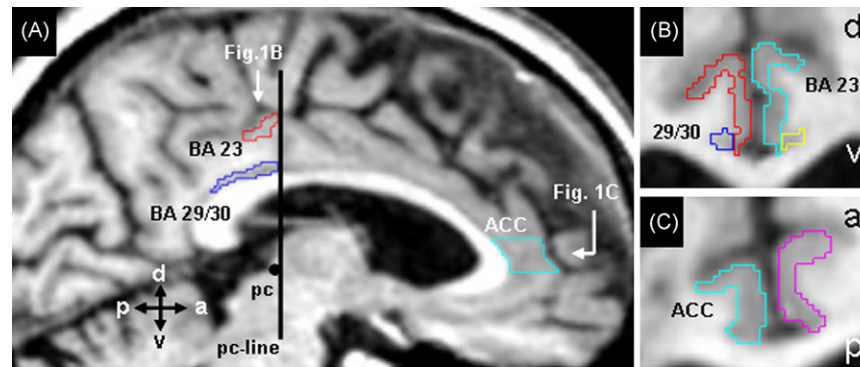 (A)
Fig.1B
BA 23
BA 29/30
ACC
Fig. 1C
pc
d
p a
v
pc-line
(B)
d
BA 23
29/30
v
(C)
a
ACC
p